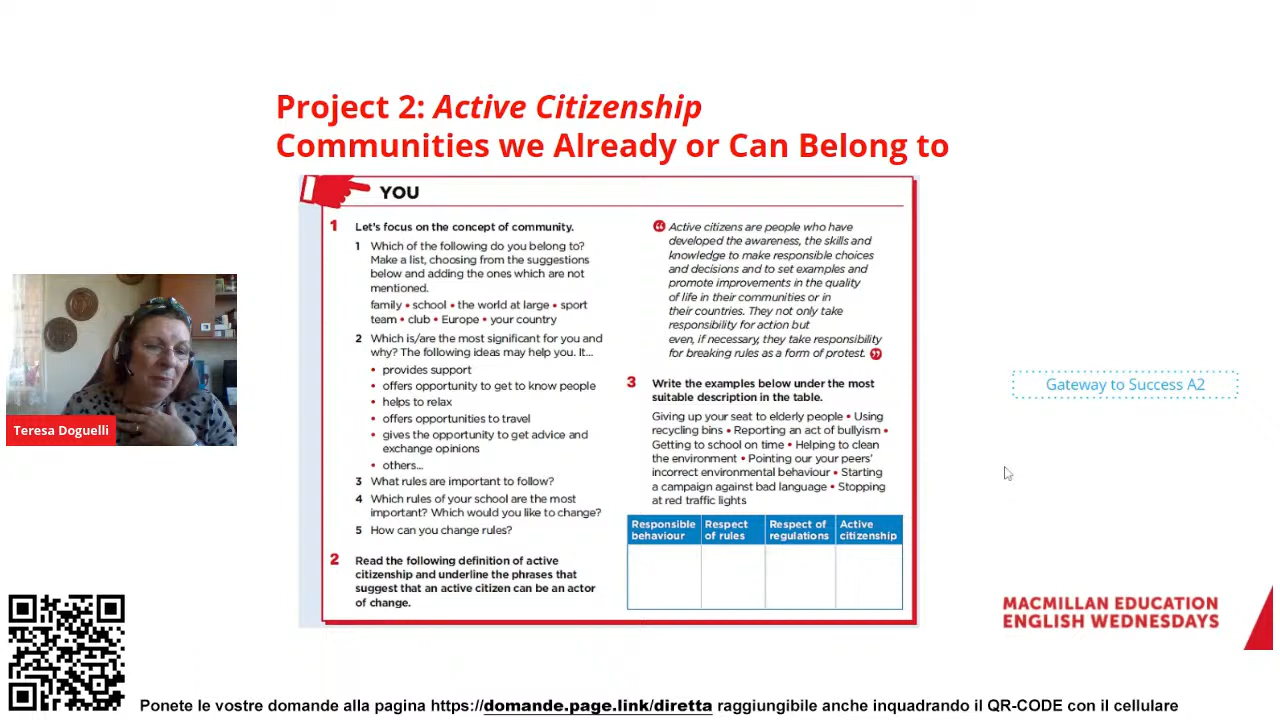 Project 2: Active Citizenship
Communities we Already or Can Belong to
YOU
1 Let's focus on the concept of community.
1 Which of the following do you belong to?
Make a list, choosing from the suggestions
below and adding the ones which are not
mentioned.
family • school • the world at large • sport
team • club • Europe • your country
2 Which is/are the most significant for you and
why? The following ideas may help you. It...
• provides support
• offers opportunity to get to know people
• helps to relax
• offers opportunities to travel
• gives the opportunity to get advice and
exchange opinions
• others...
3 What rules are important to follow?
4 Which rules of your school are the most
important? Which would you like to change?
5 How can you change rules?
2 Read the following definition of active
citizenship and underline the phrases that
suggest that an active citizen can be an actor
of change.
“ Active citizens are people who have
developed the awareness, the skills and
knowledge to make responsible choices
and decisions and to set examples and
promote improvements in the quality
of life in their communities or in
their countries. They not only take
responsibility for action but
even, if necessary, they take responsibility
for breaking rules as a form of protest. ”
3 Write the examples below under the most
suitable description in the table.
Giving up your seat to elderly people • Using
recycling bins • Reporting an act of bullyism •
Getting to school on time • Helping to clean
the environment • Pointing our your peers'
incorrect environmental behaviour • Starting
a campaign against bad language • Stopping
at red traffic lights
Responsible behaviour
Respect of rules
Respect of regulations
Active citizenship
Teresa Doguelli
Gateway to Success A2
MACMILLAN EDUCATION
ENGLISH WEDNESDAYS
Ponete le vostre domande alla pagina https://domande.page.link/diretta raggiungibile anche inquadrando il QR-CODE con il cellulare